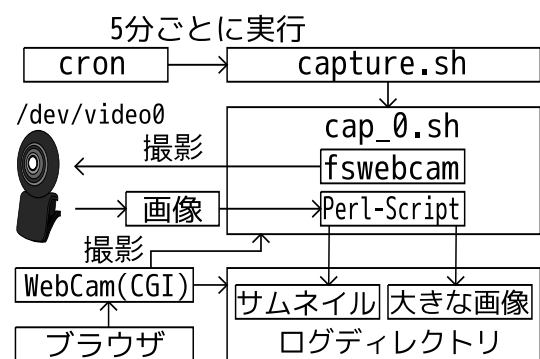 5分ごとに実行
cron
capture.sh
/dev/video0
cap_0.sh
撮影
fswebcam
画像
Perl-Script
撮影
WebCam(CGI)
サムネイル
大きな画像
ブラウザ
ログディレクトリ